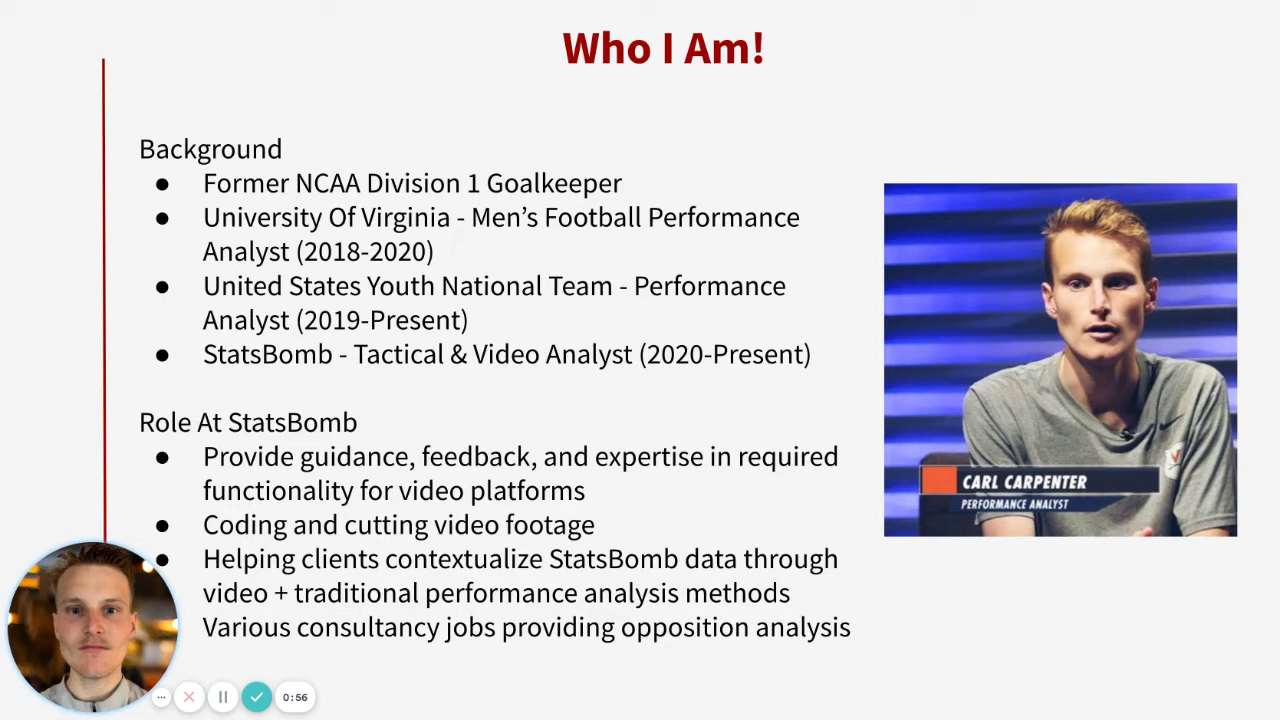 Who I Am!
Background
● Former NCAA Division 1 Goalkeeper
● University Of Virginia - Men’s Football Performance
Analyst (2018-2020)
● United States Youth National Team - Performance
Analyst (2019-Present)
● StatsBomb - Tactical & Video Analyst (2020-Present)
Role At StatsBomb
● Provide guidance, feedback, and expertise in required
functionality for video platforms
● Coding and cutting video footage
● Helping clients contextualize StatsBomb data through
video + traditional performance analysis methods
Various consultancy jobs providing opposition analysis
CARL CARPENTER
PERFORMANCE ANALYST
0:56